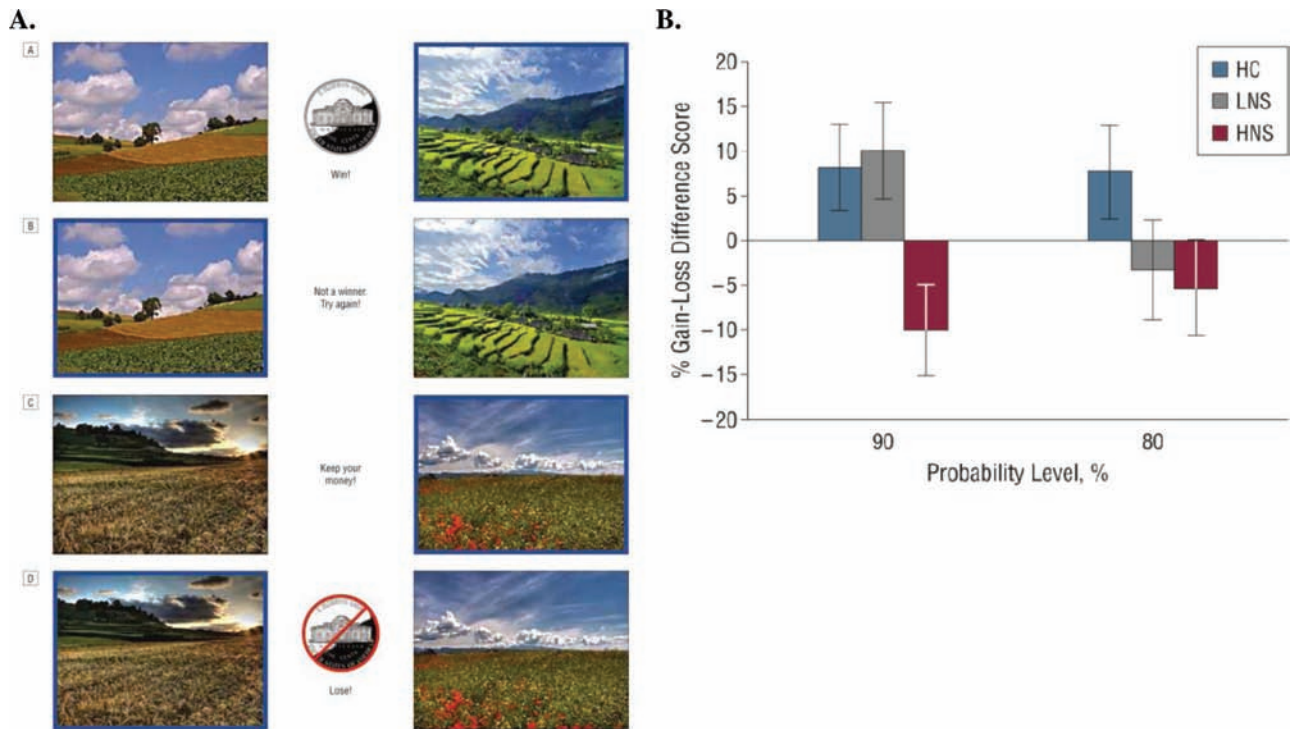 A.
A
Win!
B
Not a winner.
Try again!
C
Keep your
money!
D
Lose!
B.
% Gain-Loss Difference Score
20
15
10
5
0
−5
−10
−15
−20
HC
LNS
HNS
90
80
Probability Level, %